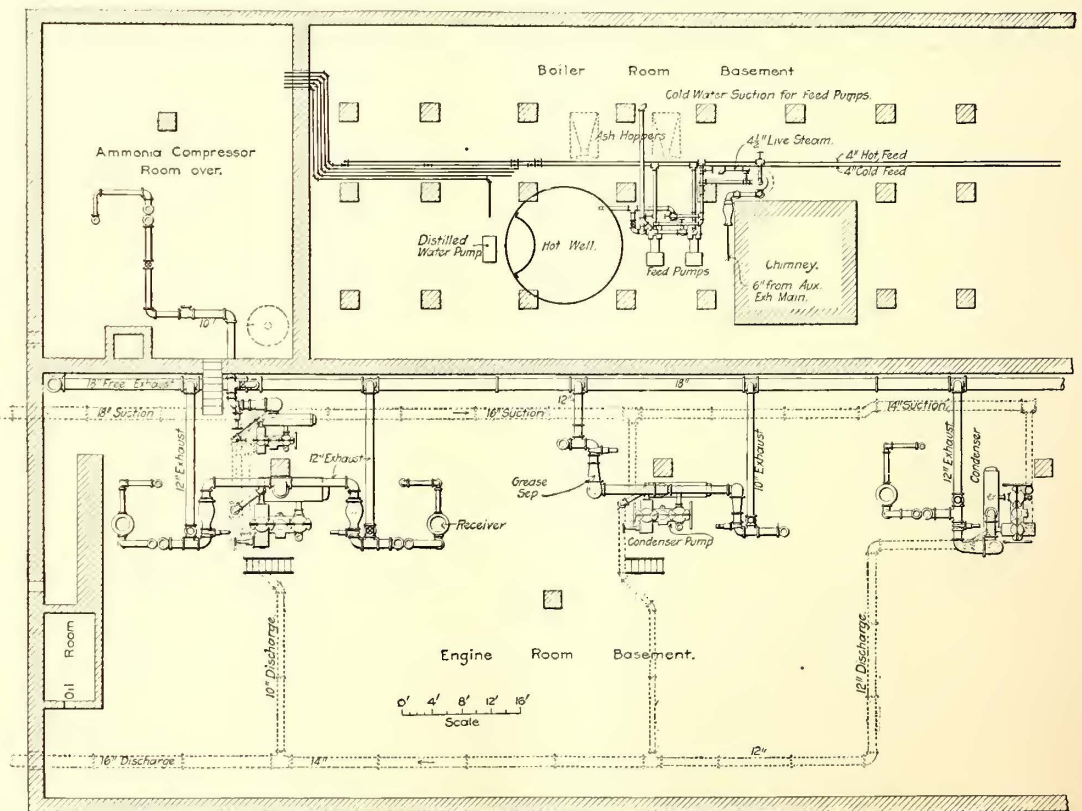 Boiler Room Basement
Cold Water Suction for Feed Pumps.
Ash Hoppers
4½" Live Steam.
4" Hot Feed
4" Cold Feed
Ammonia Compressor
Room over.
Distilled
Water Pump
Hot Well.
Feed Pumps
Chimney.
6" from Aux.
Exh Main.
10"
18" Free Exhaust
18"
18" Suction
16" Suction
14" Suction
12"
12" Exhaust
12" Exhaust
Grease
Sep
10" Exhaust
12" Exhaust
Condenser
Receiver
Condenser Pump
Engine Room Basement.
Oil Room
10" Discharge
12" Discharge
0' 4' 8' 12' 16'
Scale
16" Discharge
14"
12"